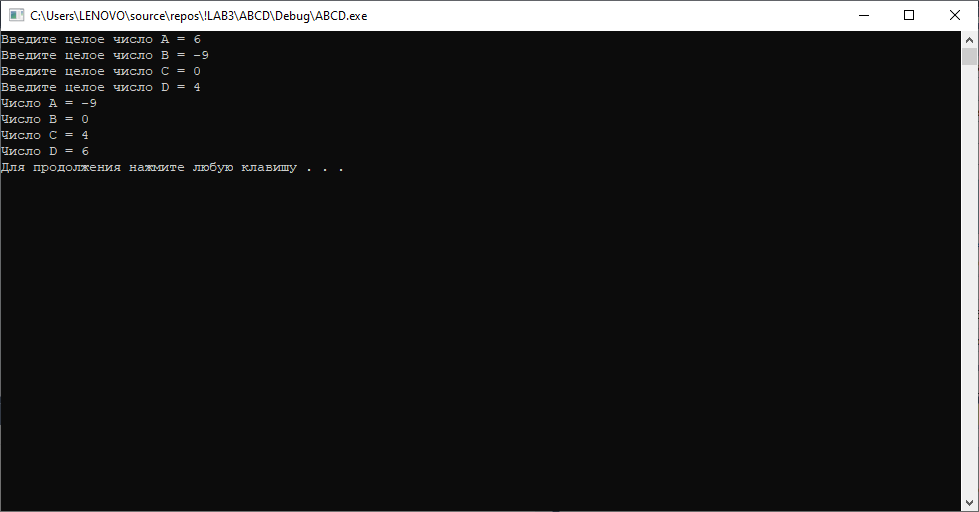 C:\Users\LENOVO\source\repos\!LAB3\ABCD\Debug\ABCD.exe
Введите целое число A = 6
Введите целое число B = -9
Введите целое число C = 0
Введите целое число D = 4
Число A = -9
Число B = 0
Число C = 4
Число D = 6
Для продолжения нажмите любую клавишу . . .